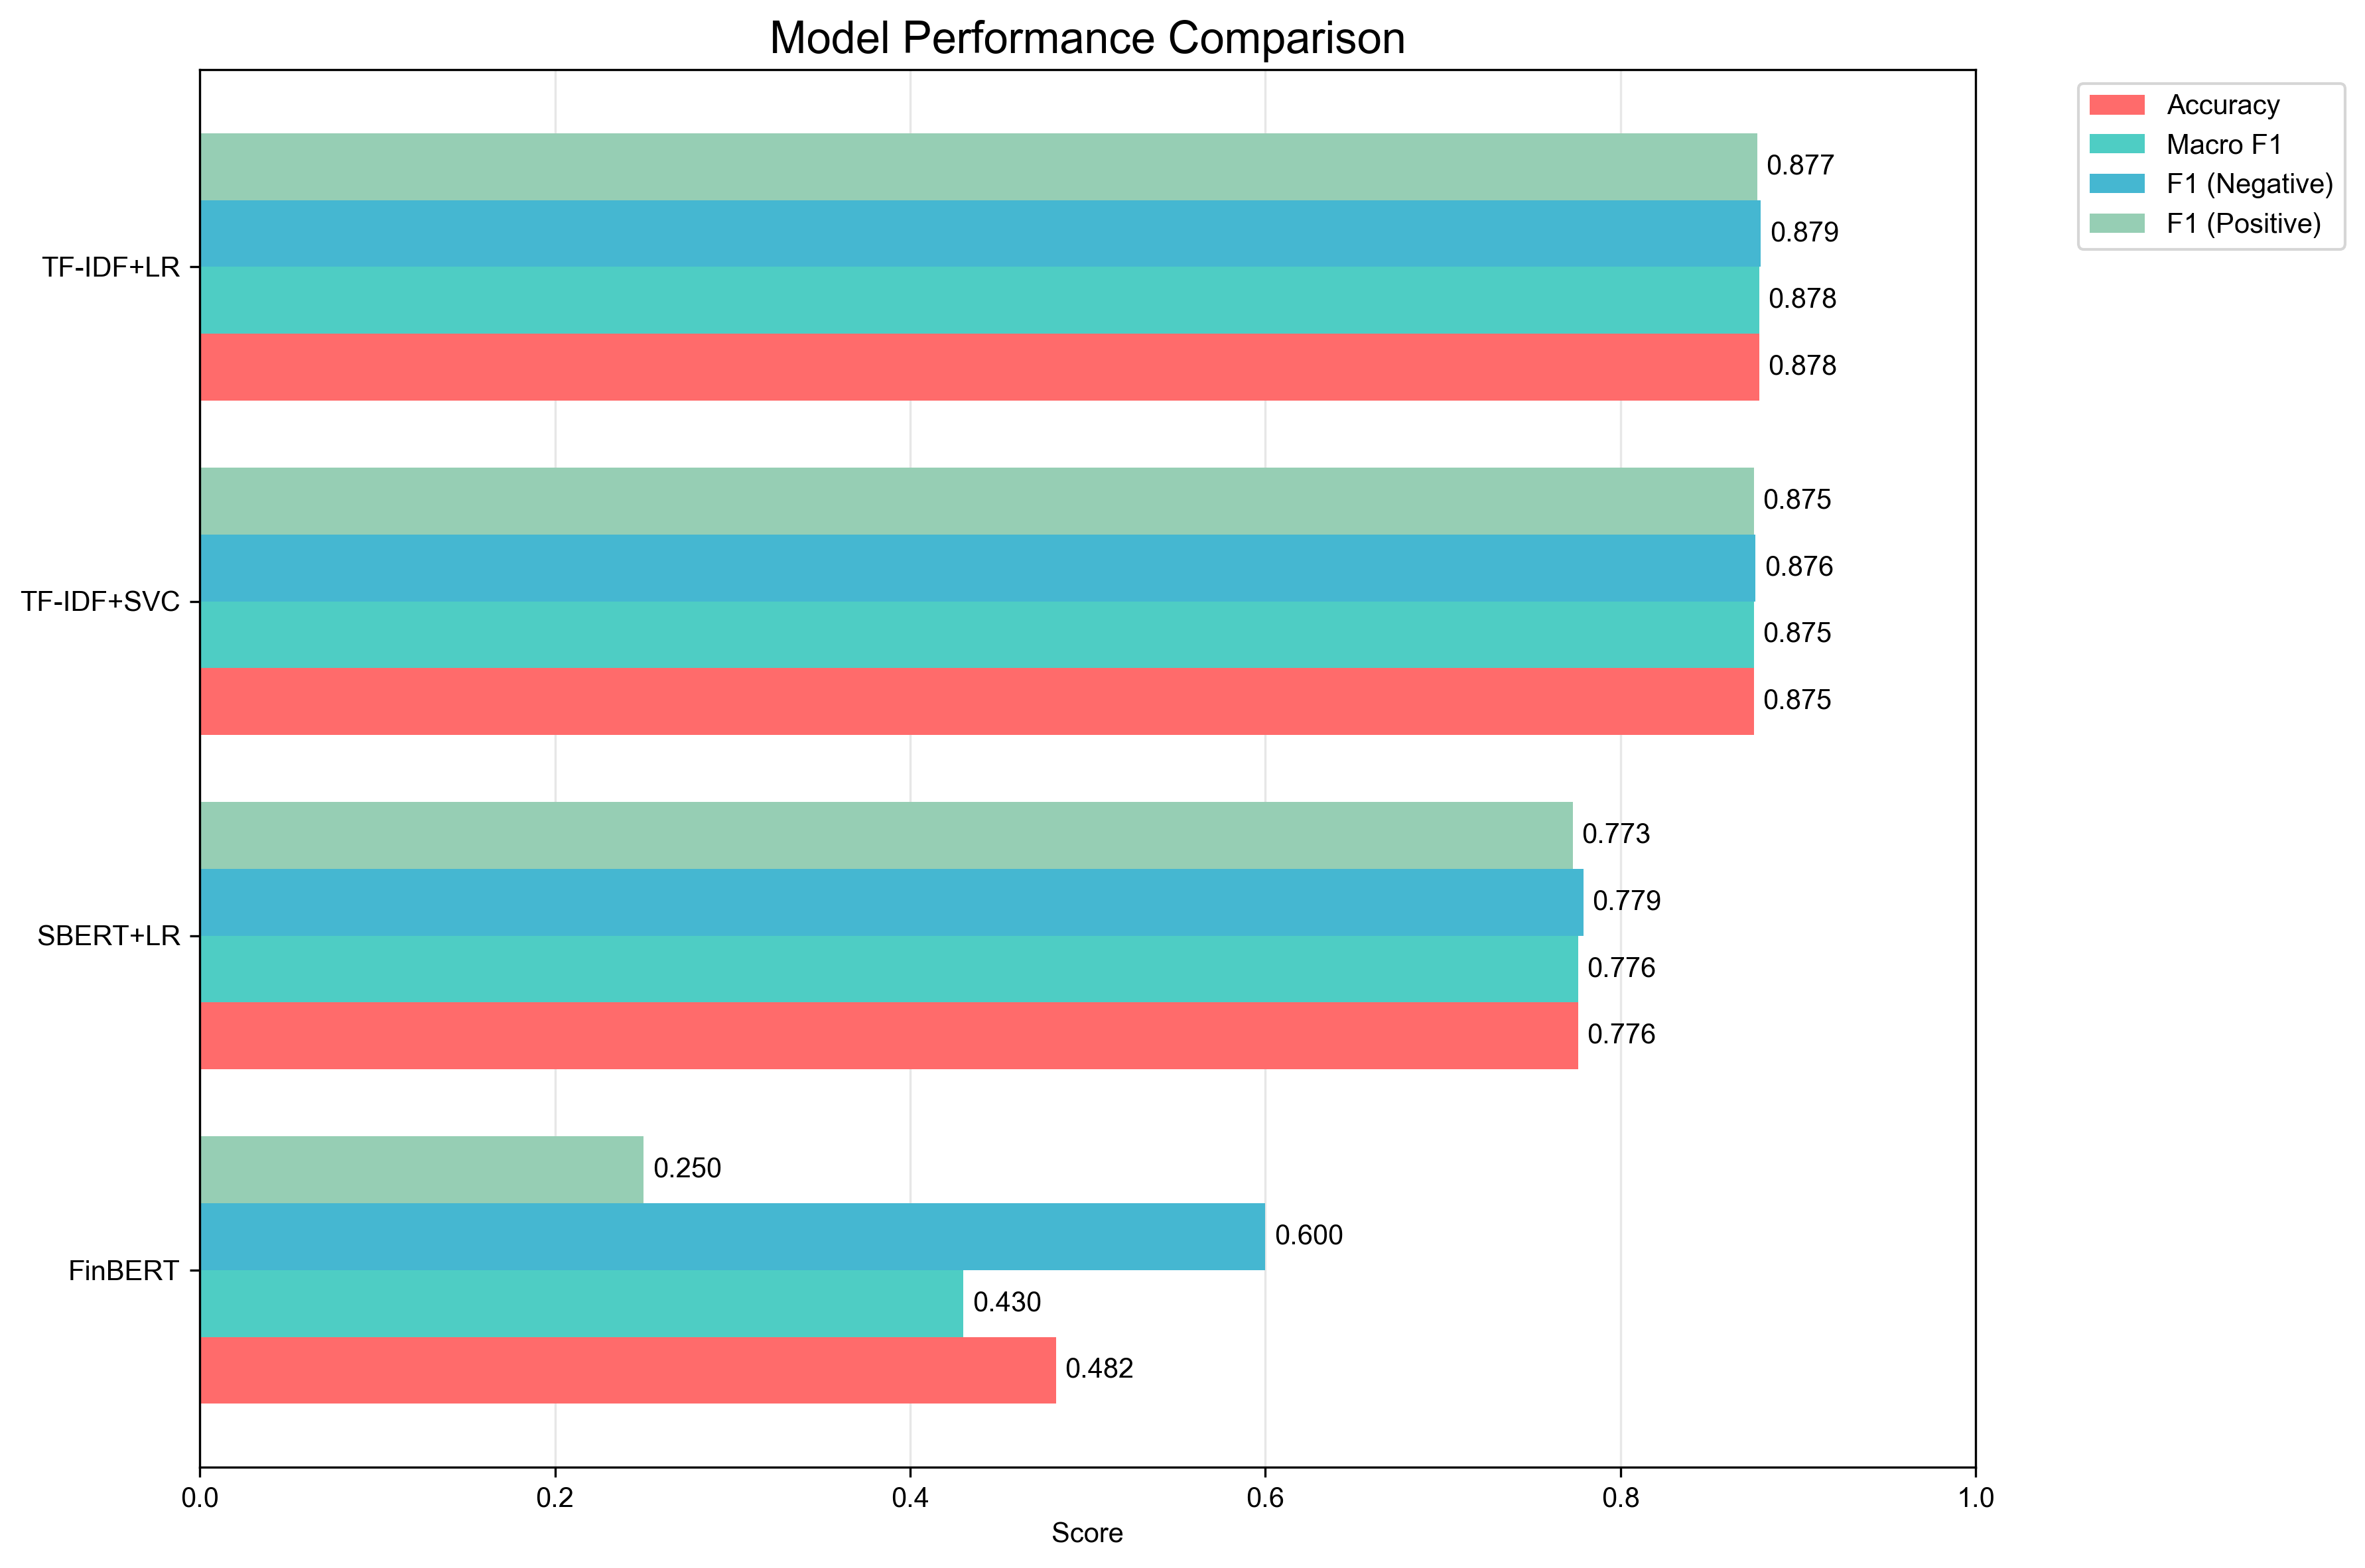 Model Performance Comparison
Accuracy
Macro F1
F1 (Negative)
F1 (Positive)
TF-IDF+LR
0.877
0.879
0.878
0.878
TF-IDF+SVC
0.875
0.876
0.875
0.875
SBERT+LR
0.773
0.779
0.776
0.776
FinBERT
0.250
0.600
0.430
0.482
0.0 0.2 0.4 0.6 0.8 1.0
Score